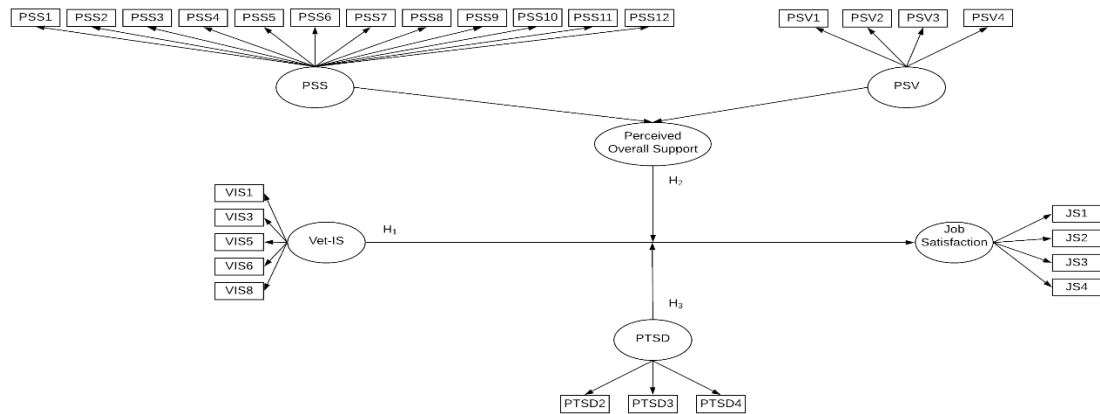 PSS1 PSS2 PSS3 PSS4 PSS5 PSS6 PSS7 PSS8 PSS9 PSS10 PSS11 PSS12
PSV1 PSV2 PSV3 PSV4
PSS
PSV
Perceived
Overall Support
H₂
VIS1
VIS3
VIS5
VIS6
VIS8
Vet-IS
H₁
Job
Satisfaction
JS1
JS2
JS3
JS4
H₃
PTSD
PTSD2 PTSD3 PTSD4